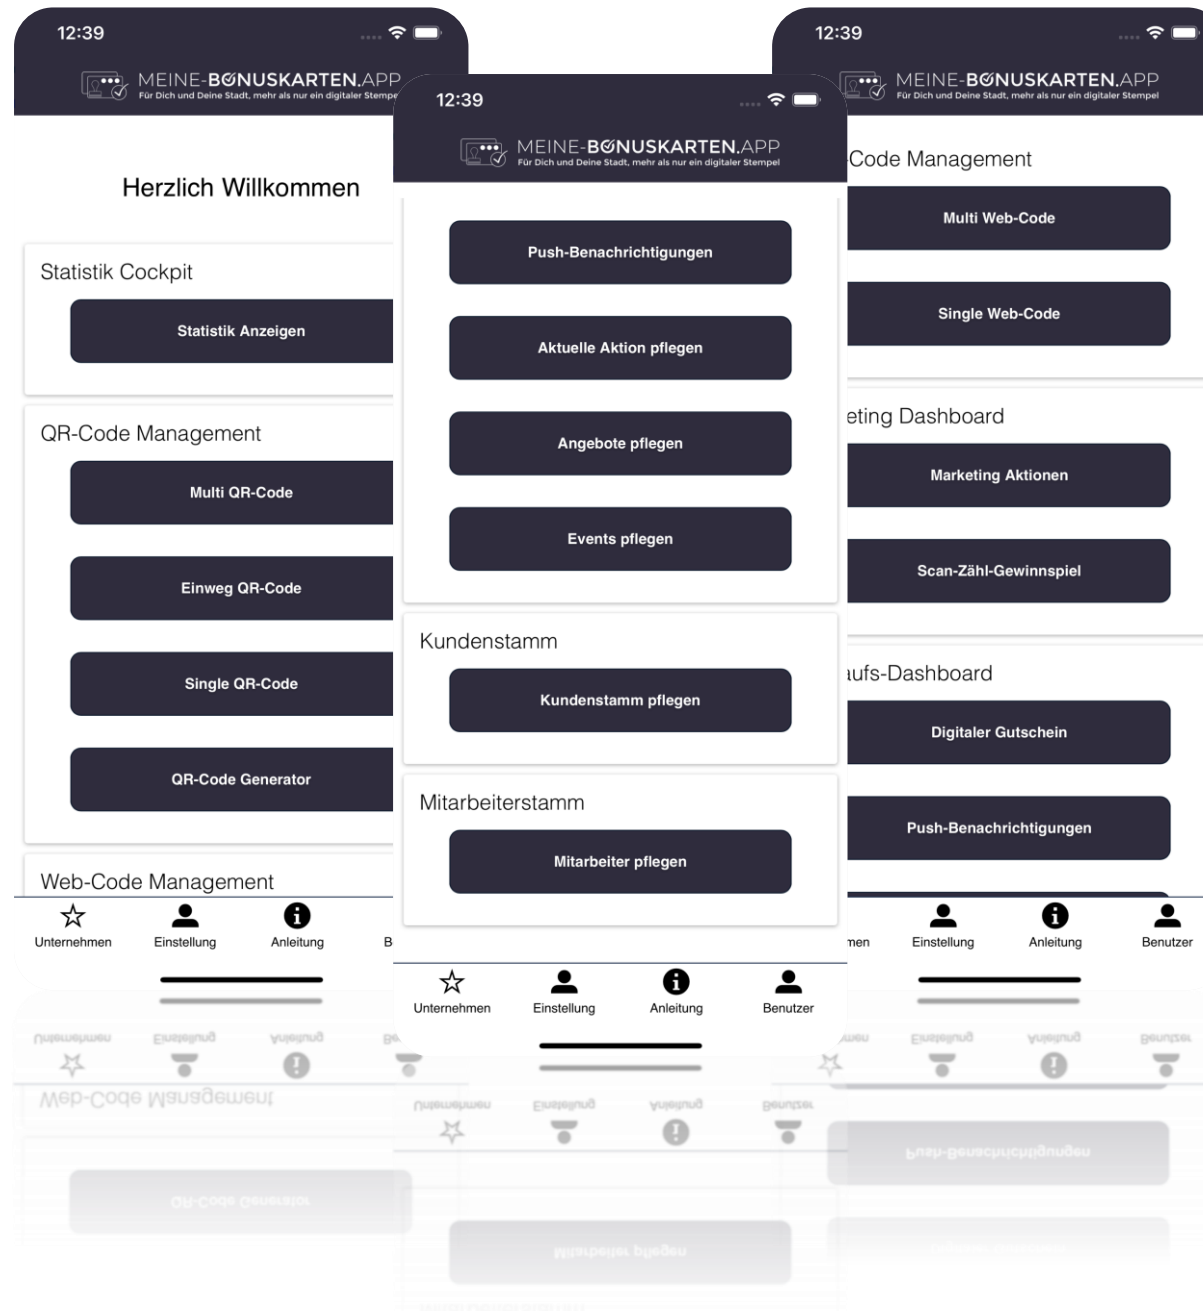 12:39
MEINE-BONUSKARTEN.APP
Für Dich und Deine Stadt, mehr als nur ein digitaler Stempe
Herzlich Willkommen
Statistik Cockpit
Statistik Anzeigen
QR-Code Management
Multi QR-Code
Einweg QR-Code
Single QR-Code
QR-Code Generator
Web-Code Management
Unternehmen
Einstellung
Anleitung
B
12:39
MEINE-BONUSKARTEN.APP
Für Dich und Deine Stadt, mehr als nur ein digitaler Stempel
Push-Benachrichtigungen
Aktuelle Aktion pflegen
Angebote pflegen
Events pflegen
Kundenstamm
Kundenstamm pflegen
Mitarbeiterstamm
Mitarbeiter pflegen
Unternehmen
Einstellung
Anleitung
Benutzer
12:39
MEINE-BONUSKARTEN.APP
Für Dich und Deine Stadt, mehr als nur ein digitaler Stempel
-Code Management
Multi Web-Code
Single Web-Code
eting Dashboard
Marketing Aktionen
Scan-Zähl-Gewinnspiel
aufs-Dashboard
Digitaler Gutschein
Push-Benachrichtigungen
men
Einstellung
Anleitung
Benutzer